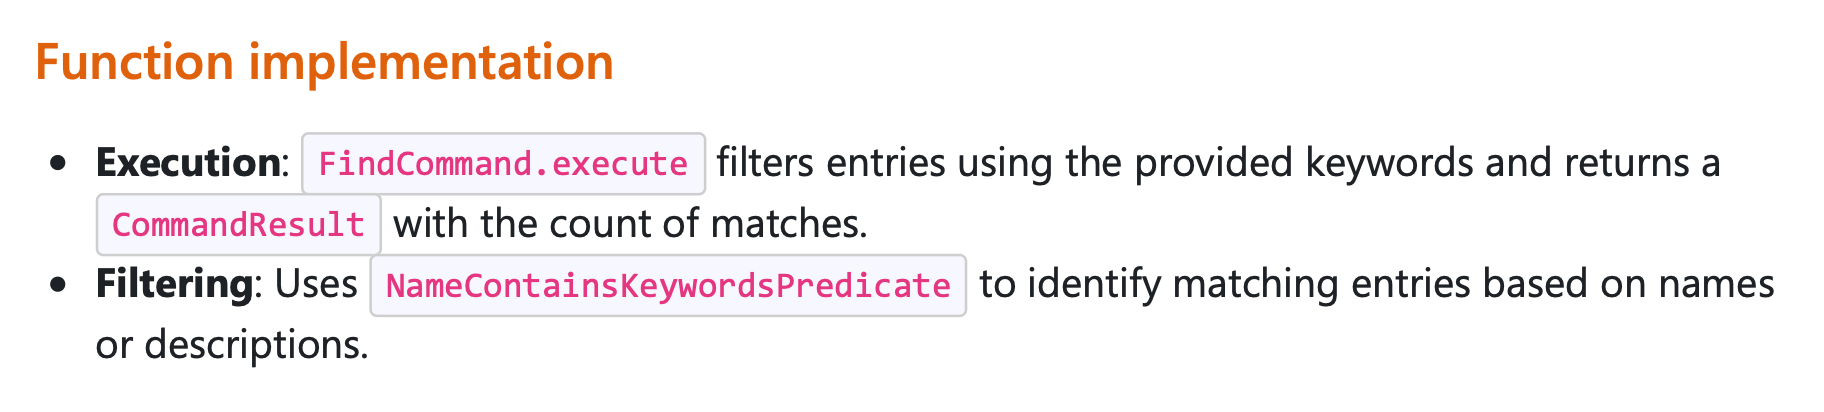 Function implementation
• Execution: FindCommand.execute filters entries using the provided keywords and returns a
CommandResult with the count of matches.
• Filtering: Uses NameContainsKeywordsPredicate to identify matching entries based on names
or descriptions.